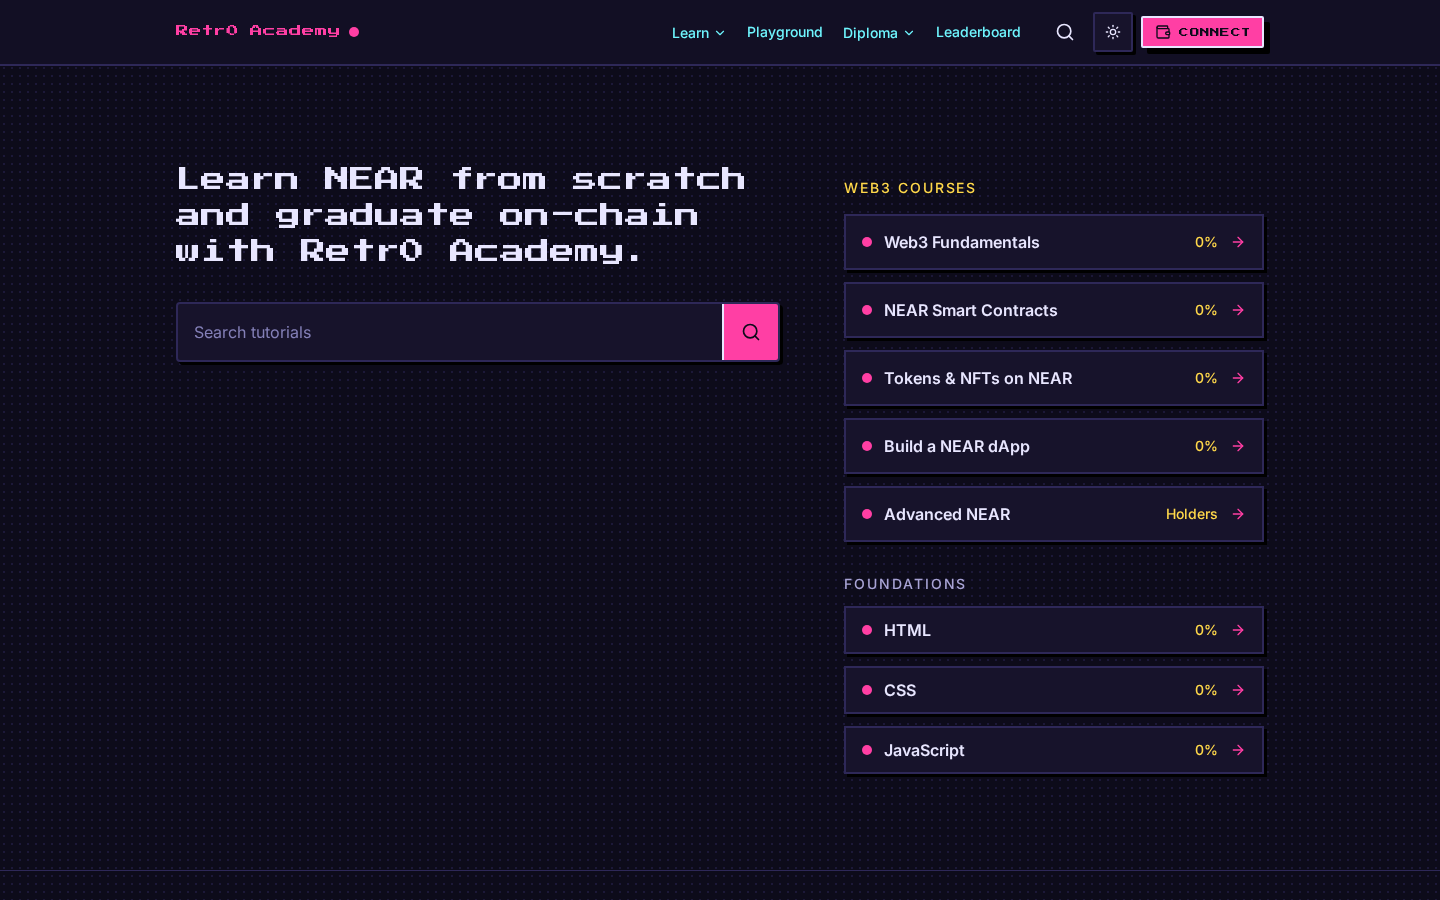 Retr0 Academy
Learn
Playground
Diploma
Leaderboard
CONNECT
Learn NEAR from scratch
and graduate on-chain
with Retr0 Academy.
Search tutorials
WEB3 COURSES
Web3 Fundamentals 0%
NEAR Smart Contracts 0%
Tokens & NFTs on NEAR 0%
Build a NEAR dApp 0%
Advanced NEAR Holders
FOUNDATIONS
HTML 0%
CSS 0%
JavaScript 0%